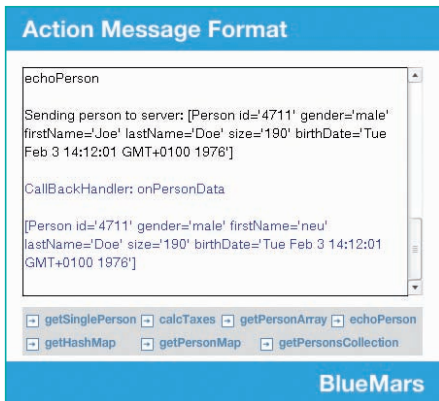 Action Message Format
echoPerson
Sending person to server: [Person id='4711' gender='male'
firstName='Joe' lastName='Doe' size='190' birthDate='Tue
Feb 3 14:12:01 GMT+0100 1976']
CallBackHandler: onPersonData
[Person id='4711' gender='male' firstName='neu'
lastName='Doe' size='190' birthDate='Tue Feb 3 14:12:01
GMT+0100 1976']
getSinglePerson calcTaxes getPersonArray echoPerson
getHashMap getPersonMap getPersonsCollection
BlueMars